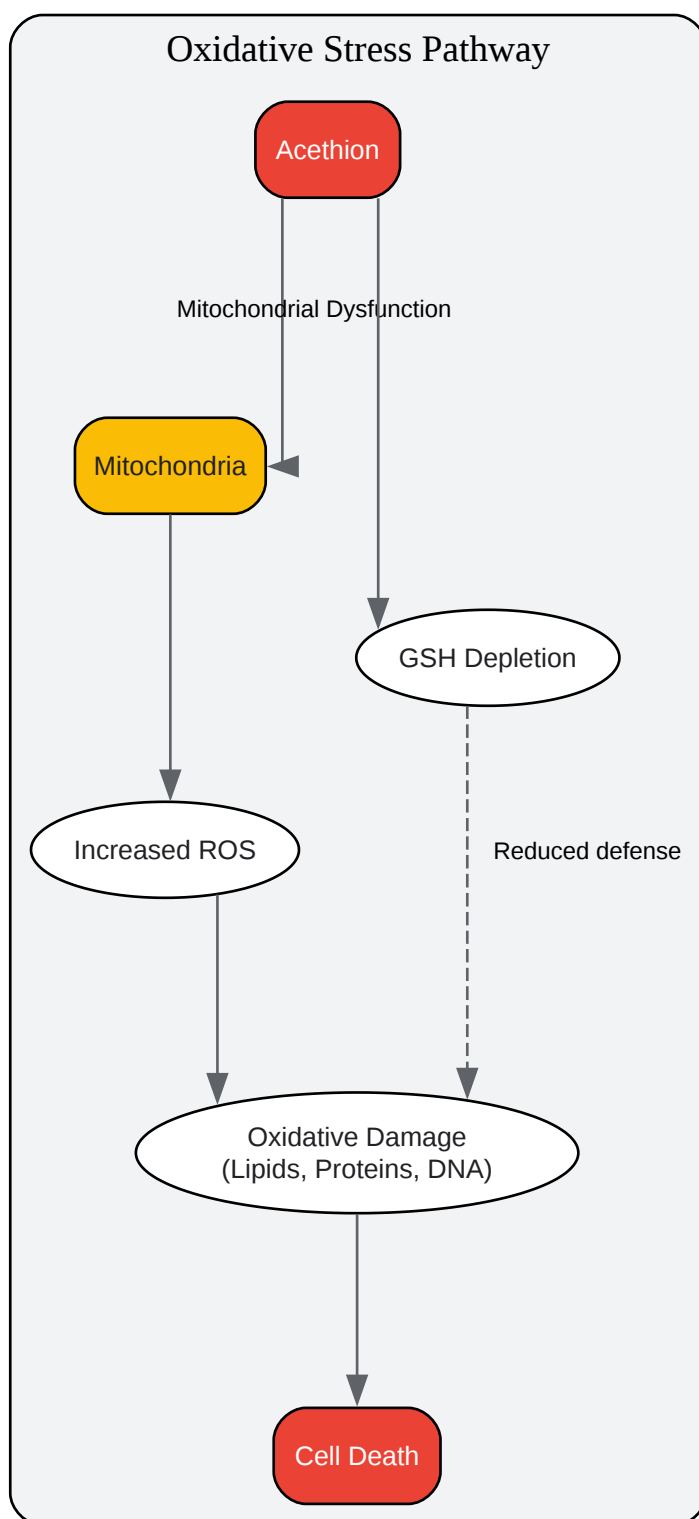 Oxidative Stress Pathway
Acethion
Mitochondrial Dysfunction
Mitochondria
GSH Depletion
Increased ROS
Reduced defense
Oxidative Damage
(Lipids, Proteins, DNA)
Cell Death